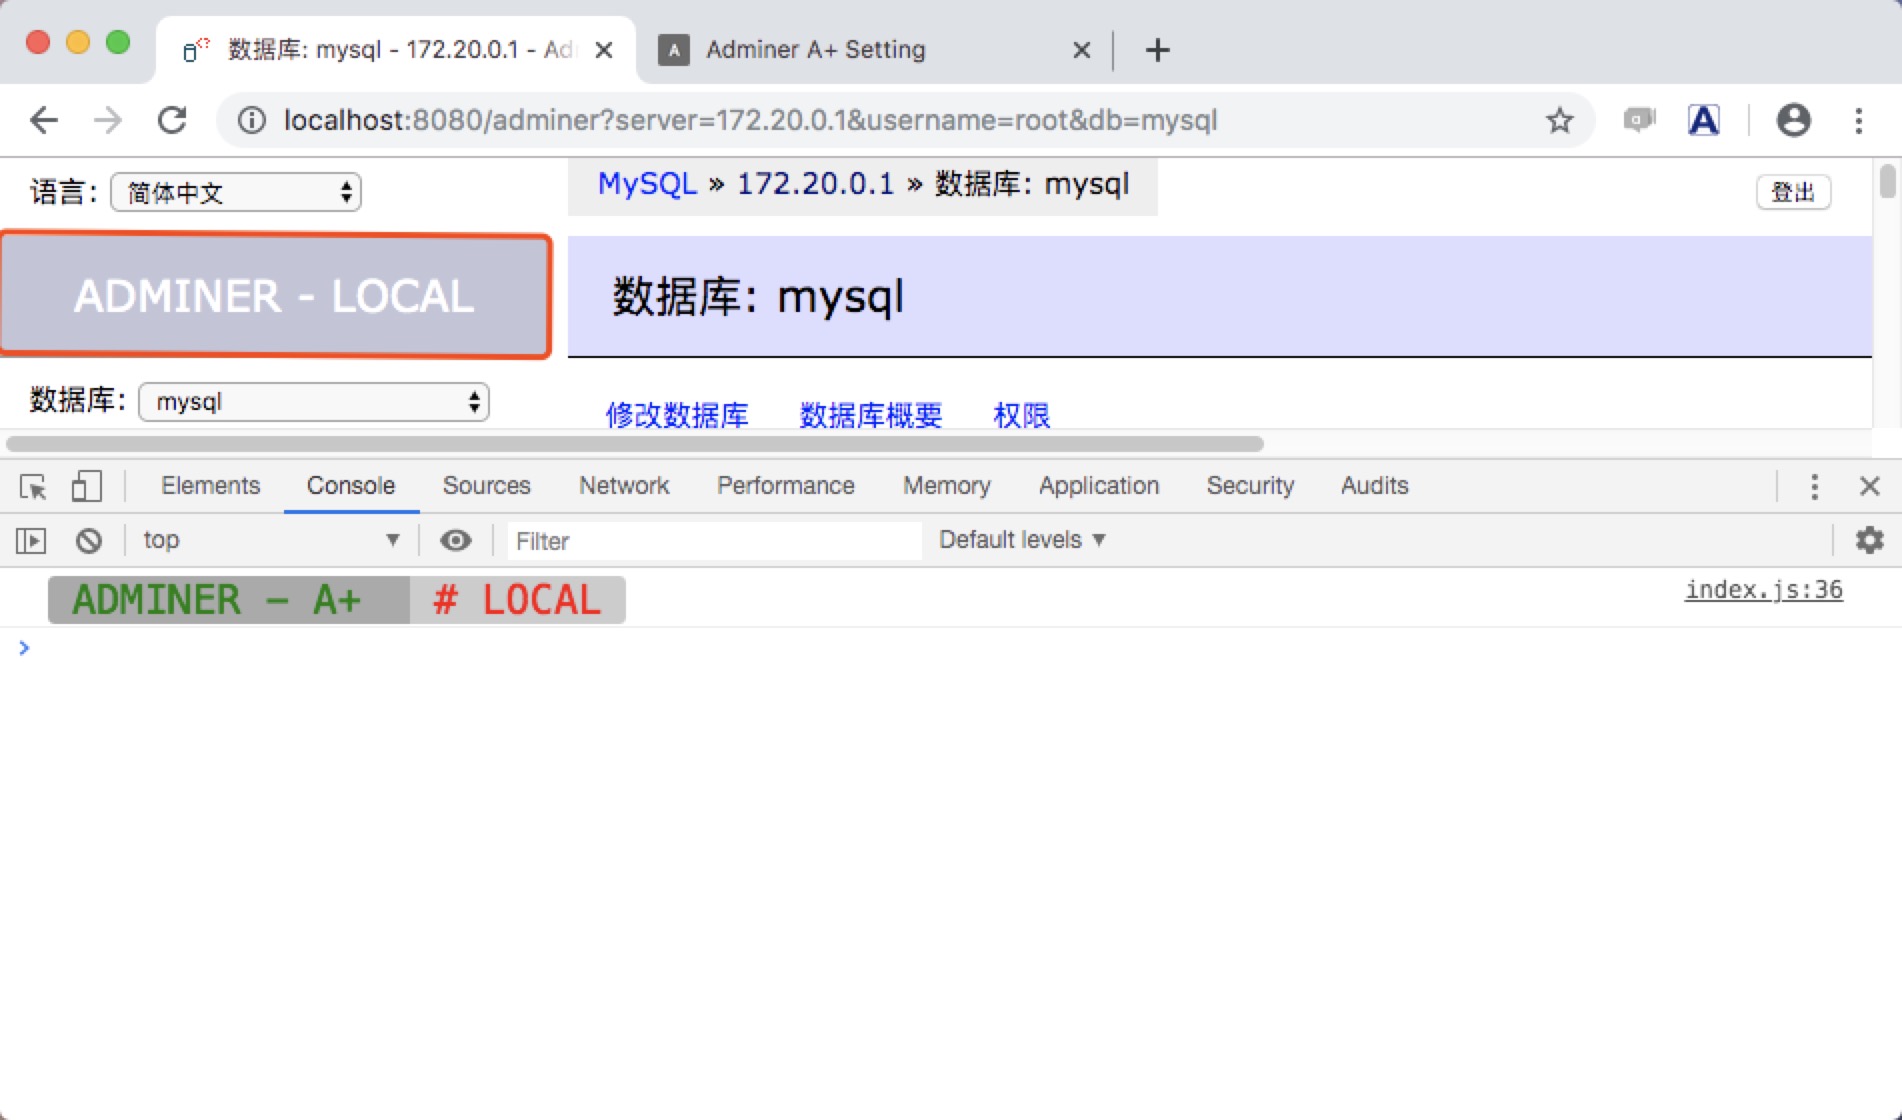 数据库: mysql - 172.20.0.1 - Ad
A Adminer A+ Setting
localhost:8080/adminer?server=172.20.0.1&username=root&db=mysql
A
语言: 简体中文
MySQL » 172.20.0.1 » 数据库: mysql
登出
ADMINER - LOCAL
数据库: mysql
数据库: mysql
修改数据库 数据库概要 权限
Elements Console Sources Network Performance Memory Application Security Audits
top Filter Default levels
ADMINER - A+ # LOCAL index.js:36